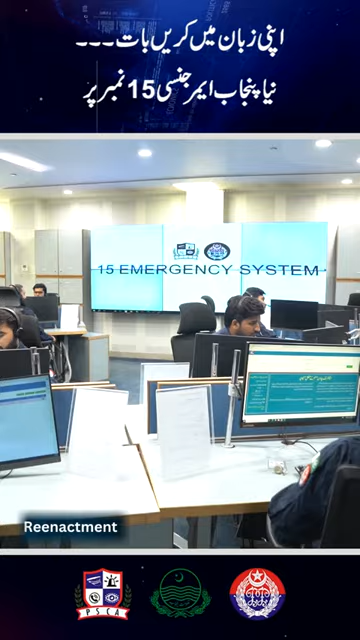 اپنی زبان میں کریں بات۔۔۔
نیا پنجاب ایمرجنسی 15 نمبر پر
15 EMERGENCY SYSTEM
Reenactment
PSCA